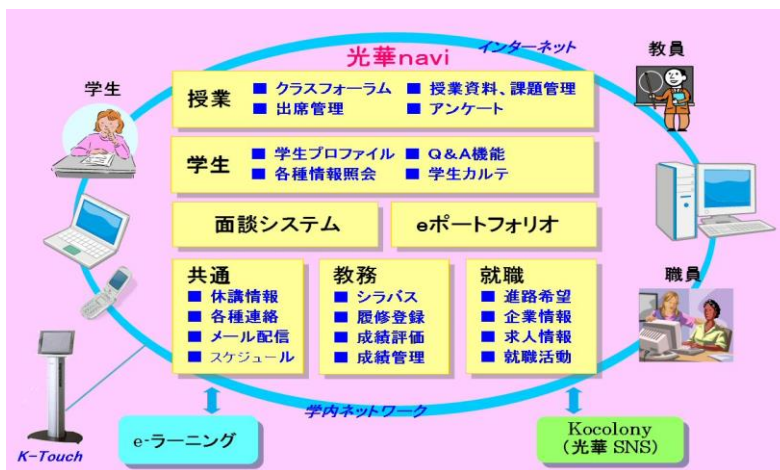 光華navi
インターネット
教員
学生
授業
■ クラスフォーラム ■ 授業資料、課題管理
■ 出席管理 ■ アンケート
学生
■ 学生プロファイル ■ Q&A機能
■ 各種情報照会 ■ 学生カルテ
面談システム
eポートフォリオ
共通
■ 休講情報
■ 各種連絡
■ メール配信
■ スケジュール
教務
■ シラバス
■ 履修登録
■ 成績評価
■ 成績管理
就職
■ 進路希望
■ 企業情報
■ 求人情報
■ 就職活動
職員
学内ネットワーク
K-Touch
e-ラーニング
Kocolony
(光華 SNS)